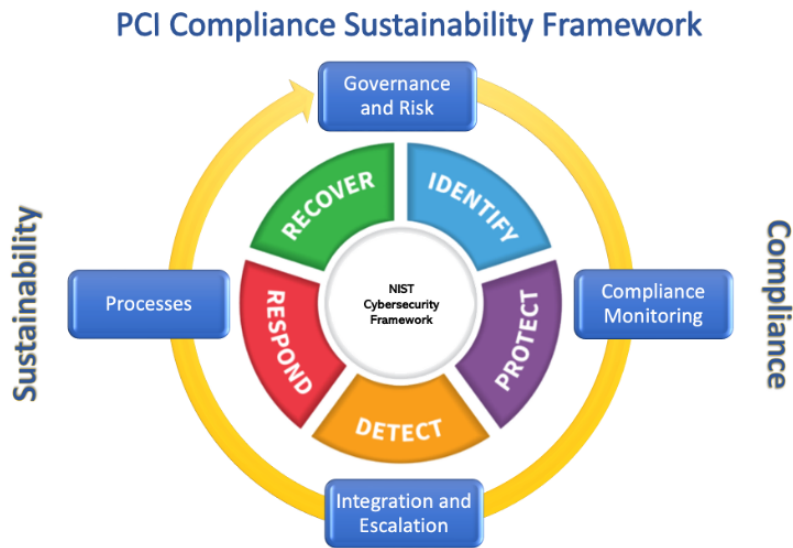 PCI Compliance Sustainability Framework
Governance
and Risk
RECOVER
IDENTIFY
Sustainability
Compliance
Processes
NIST
Cybersecurity
Framework
Compliance
Monitoring
RESPOND
PROTECT
DETECT
Integration and
Escalation